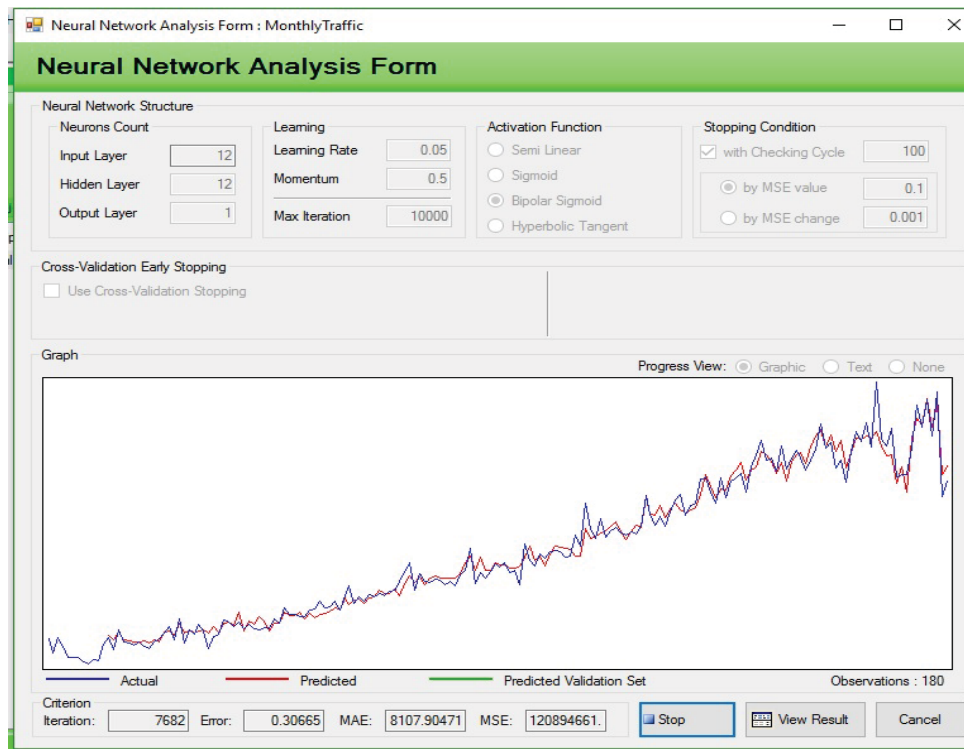 Neural Network Analysis Form : MonthlyTraffic
Neural Network Analysis Form
Neural Network Structure
Neurons Count
Input Layer 12
Hidden Layer 12
Output Layer 1
Learning
Learning Rate 0.05
Momentum 0.5
Max Iteration 10000
Activation Function
Semi Linear
Sigmoid
Bipolar Sigmoid
Hyperbolic Tangent
Stopping Condition
with Checking Cycle 100
by MSE value 0.1
by MSE change 0.001
Cross-Validation Early Stopping
Use Cross-Validation Stopping
Graph
Progress View: Graphic Text None
Actual Predicted Predicted Validation Set Observations : 180
Criterion
Iteration: 7682 Error: 0.30665 MAE: 8107.90471 MSE: 120894661. Stop View Result Cancel